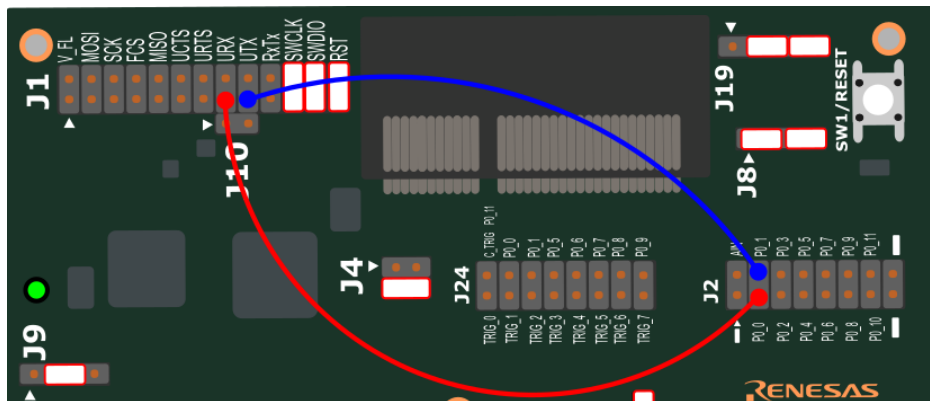 V_FL
MOSI
SCK
FCS
MISO
UCTS
URTS
URX
UTX
RxTx
SWCLK
SWDIO
RST
J1
J10
J19
SW1/RESET
J8
J4
C_TRIG P0_11
P0_0
P0_1
P0_5
P0_6
P0_7
P0_8
P0_9
J24
TRIG_0
TRIG_1
TRIG_2
TRIG_3
TRIG_4
TRIG_5
TRIG_6
TRIG_7
P0_1
P0_3
P0_5
P0_7
P0_9
P0_11
J2
P0_0
P0_2
P0_4
P0_6
P0_8
P0_10
J9
RENESAS